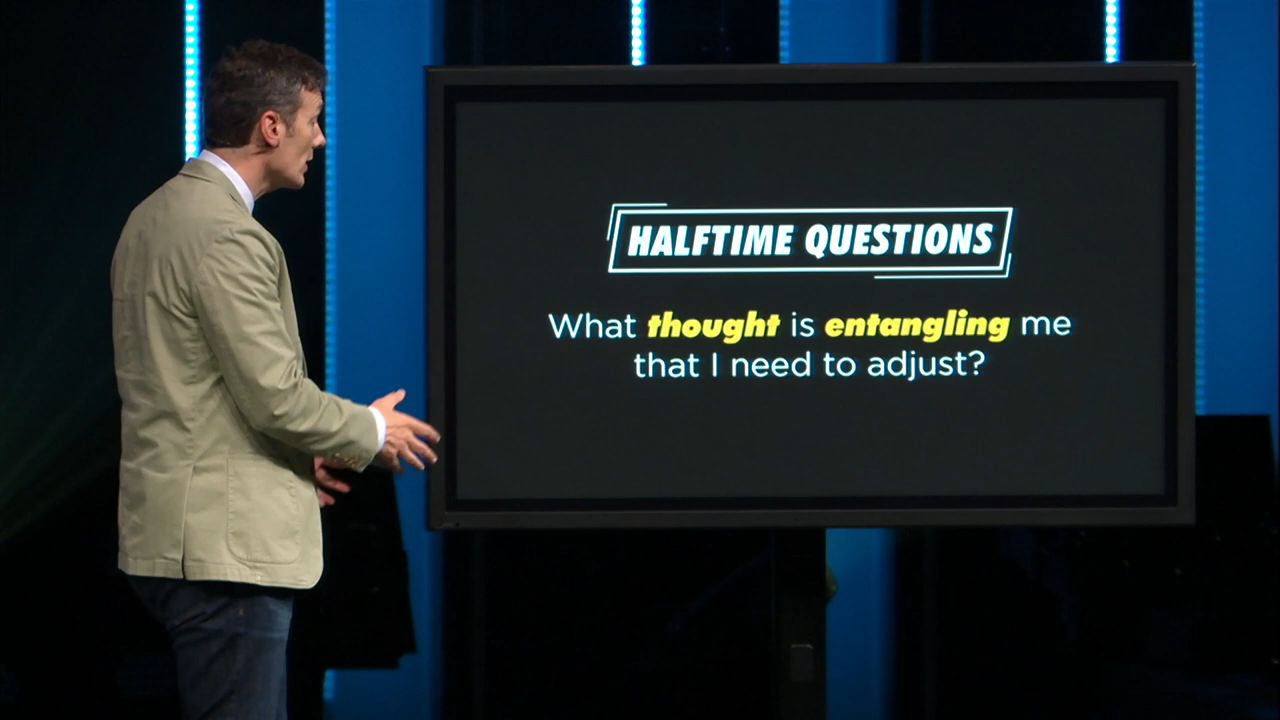 HALFTIME QUESTIONS
What thought is entangling me
that I need to adjust?